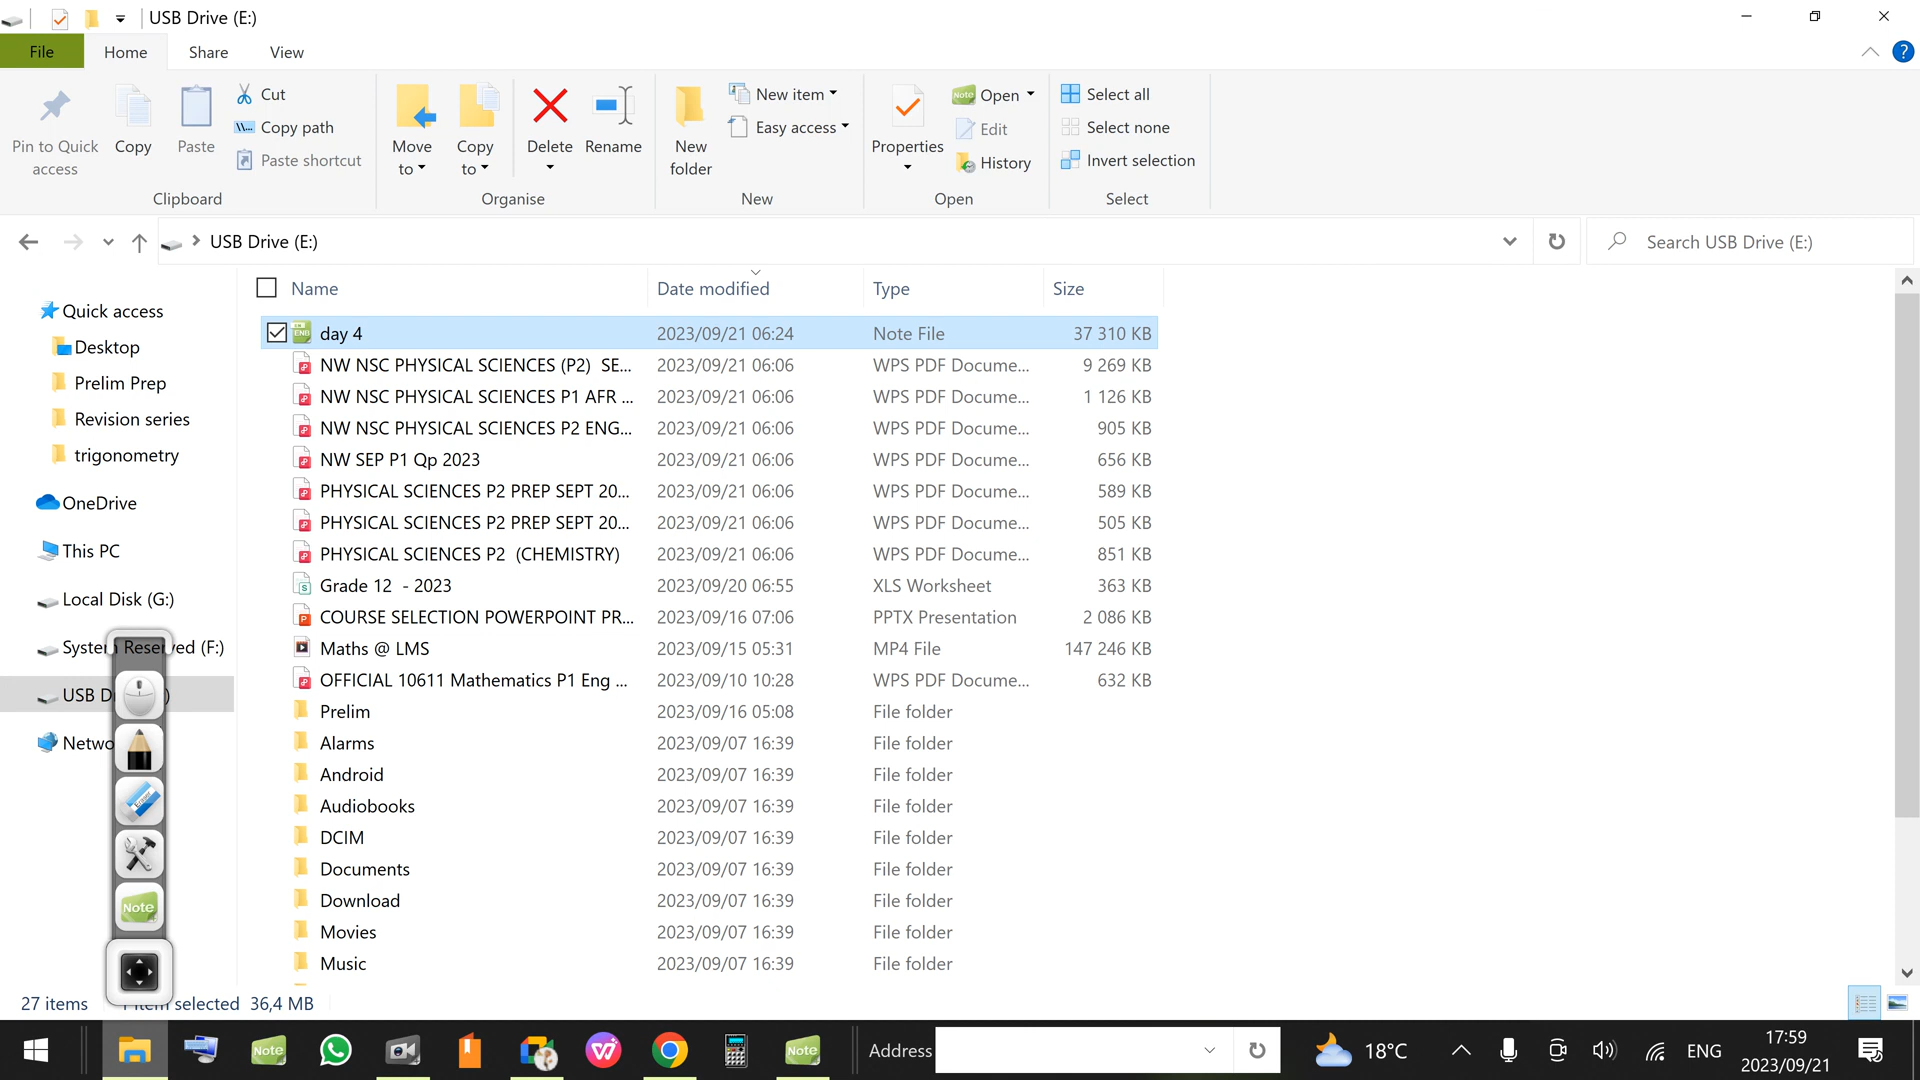 USB Drive (E:)
File Home Share View
Pin to Quick access
Copy
Paste
Cut
Copy path
Paste shortcut
Clipboard
Move to
Copy to
Delete
Rename
Organise
New folder
New item
Easy access
New
Properties
Note Open
Edit
History
Open
Select all
Select none
Invert selection
Select
USB Drive (E:)
Search USB Drive (E:)
Quick access
Desktop
Prelim Prep
Revision series
trigonometry
OneDrive
This PC
Local Disk (G:)
System Reserved (F:)
USB D
Netwo
Eraser
Note
Name Date modified Type Size
day 4 2023/09/21 06:24 Note File 37 310 KB
NW NSC PHYSICAL SCIENCES (P2) SE... 2023/09/21 06:06 WPS PDF Docume... 9 269 KB
NW NSC PHYSICAL SCIENCES P1 AFR ... 2023/09/21 06:06 WPS PDF Docume... 1 126 KB
NW NSC PHYSICAL SCIENCES P2 ENG... 2023/09/21 06:06 WPS PDF Docume... 905 KB
NW SEP P1 Qp 2023 2023/09/21 06:06 WPS PDF Docume... 656 KB
PHYSICAL SCIENCES P2 PREP SEPT 20... 2023/09/21 06:06 WPS PDF Docume... 589 KB
PHYSICAL SCIENCES P2 PREP SEPT 20... 2023/09/21 06:06 WPS PDF Docume... 505 KB
PHYSICAL SCIENCES P2 (CHEMISTRY) 2023/09/21 06:06 WPS PDF Docume... 851 KB
Grade 12 - 2023 2023/09/20 06:55 XLS Worksheet 363 KB
COURSE SELECTION POWERPOINT PR... 2023/09/16 07:06 PPTX Presentation 2 086 KB
Maths @ LMS 2023/09/15 05:31 MP4 File 147 246 KB
OFFICIAL 10611 Mathematics P1 Eng ... 2023/09/10 10:28 WPS PDF Docume... 632 KB
Prelim 2023/09/16 05:08 File folder
Alarms 2023/09/07 16:39 File folder
Android 2023/09/07 16:39 File folder
Audiobooks 2023/09/07 16:39 File folder
DCIM 2023/09/07 16:39 File folder
Documents 2023/09/07 16:39 File folder
Download 2023/09/07 16:39 File folder
Movies 2023/09/07 16:39 File folder
Music 2023/09/07 16:39 File folder
27 items selected 36,4 MB
Note
Note
Address
18°C
ENG
17:59
2023/09/21